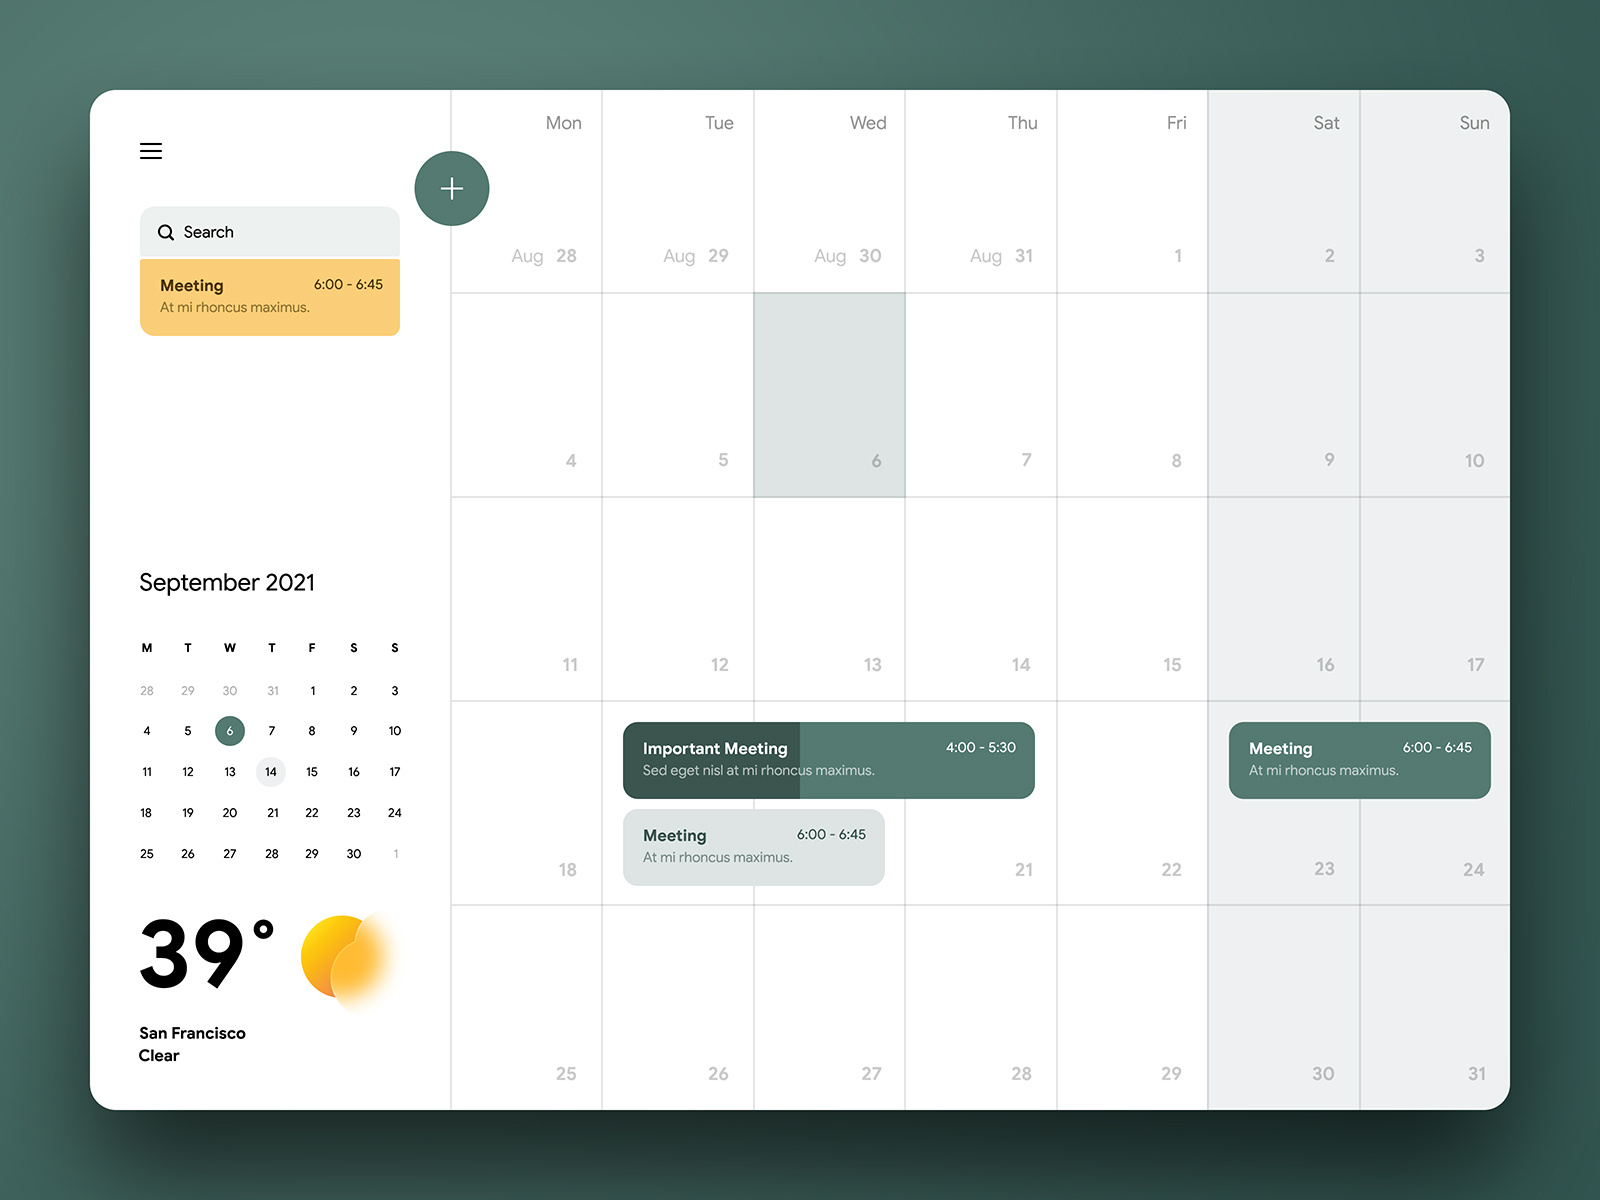 Search
Meeting 6:00 - 6:45
At mi rhoncus maximus.
September 2021
M T W T F S S
28 29 30 31 1 2 3
4 5 6 7 8 9 10
11 12 13 14 15 16 17
18 19 20 21 22 23 24
25 26 27 28 29 30 1
39°
San Francisco
Clear
Mon Tue Wed Thu Fri Sat Sun
Aug 28 Aug 29 Aug 30 Aug 31 1 2 3
4 5 6 7 8 9 10
11 12 13 14 15 16 17
Important Meeting 4:00 - 5:30
Sed eget nisl at mi rhoncus maximus.
Meeting 6:00 - 6:45
At mi rhoncus maximus.
Meeting 6:00 - 6:45
At mi rhoncus maximus.
18 21 22 23 24
25 26 27 28 29 30 31